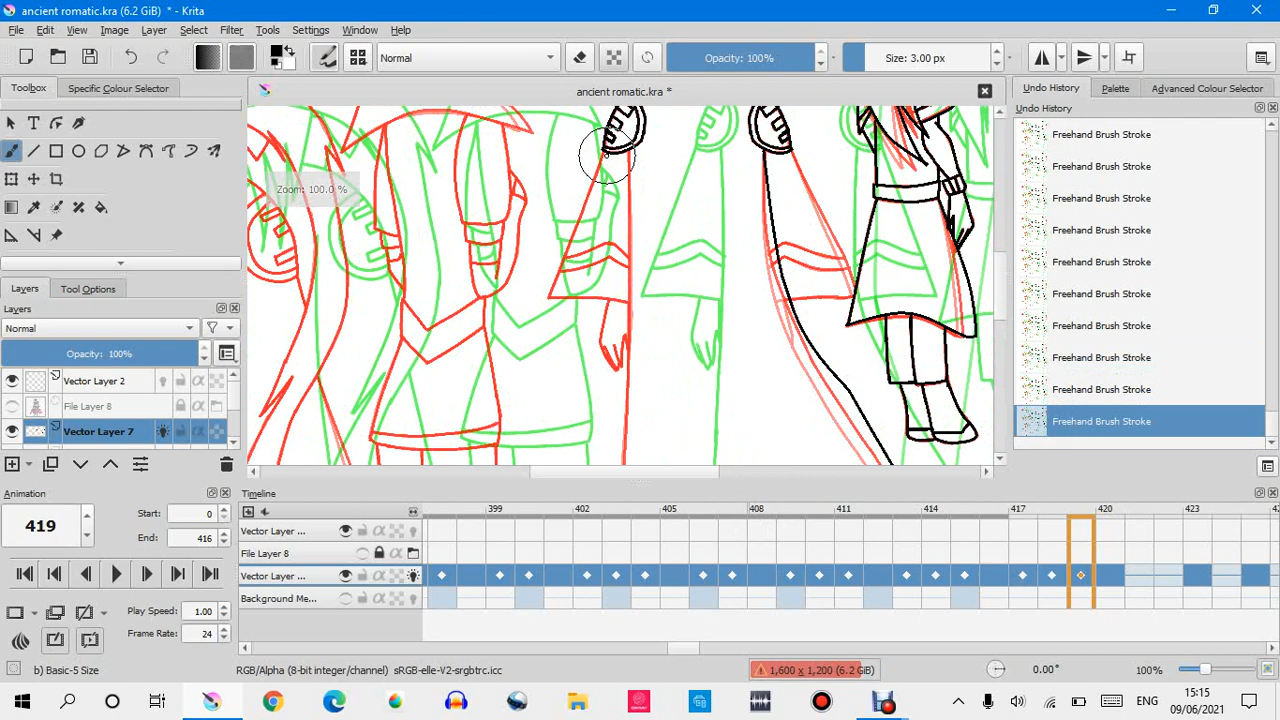 ancient romatic.kra (6.2 GiB) * - Krita
File Edit View Image Layer Select Filter Tools Settings Window Help
Normal
Opacity: 100%
Size: 3.00 px
Toolbox
Specific Colour Selector
ancient romatic.kra *
Undo History
Palette
Advanced Colour Selector
Undo History
Freehand Brush Stroke
Freehand Brush Stroke
Freehand Brush Stroke
Freehand Brush Stroke
Freehand Brush Stroke
Freehand Brush Stroke
Freehand Brush Stroke
Freehand Brush Stroke
Freehand Brush Stroke
Freehand Brush Stroke
Zoom: 100.0 %
Layers
Tool Options
Layers
Normal
Opacity: 100%
Vector Layer 2
File Layer 8
Vector Layer 7
Animation
419
Start: 0
End: 416
Play Speed: 1.00
Frame Rate: 24
Timeline
399 402 405 408 411 414 417 420 423
Vector Layer ...
File Layer 8
Vector Layer ...
Background Me...
b) Basic-5 Size
RGB/Alpha (8-bit integer/channel) sRGB-elle-V2-srgbtrc.icc
1,600 x 1,200 (6.2 GiB)
0.00°
100%
ENG
15:15
09/06/2021